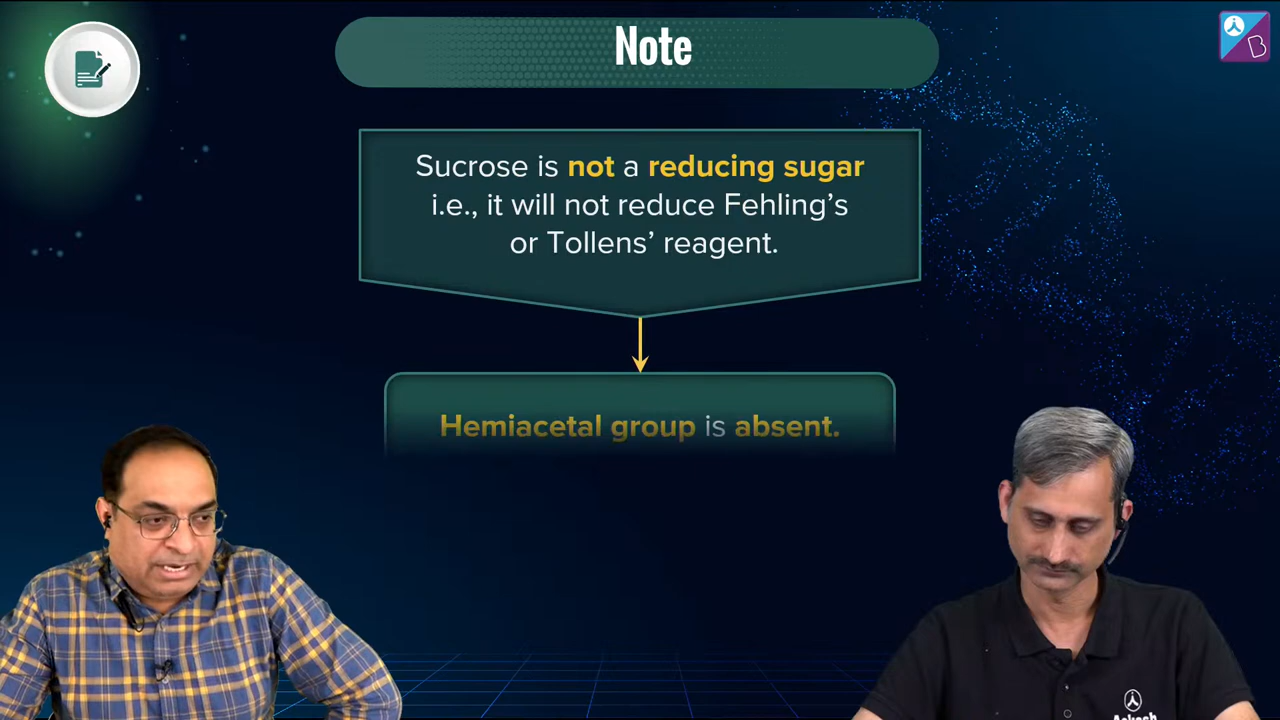 Note
Sucrose is not a reducing sugar
i.e., it will not reduce Fehling’s
or Tollens’ reagent.
Hemiacetal group is absent.
B